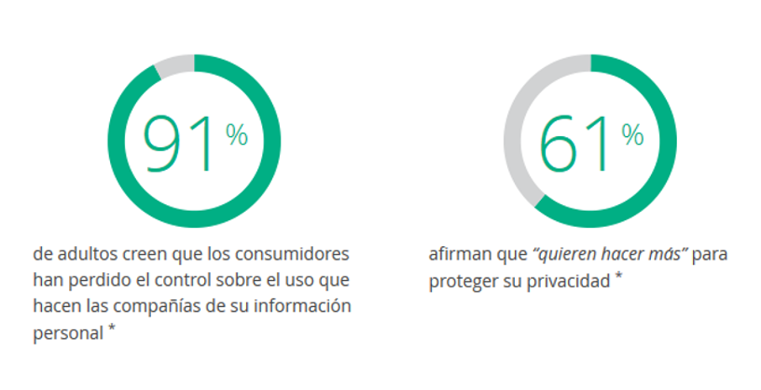 91%
de adultos creen que los consumidores
han perdido el control sobre el uso que
hacen las compañías de su información
personal *
61%
afirman que “quieren hacer más” para
proteger su privacidad *